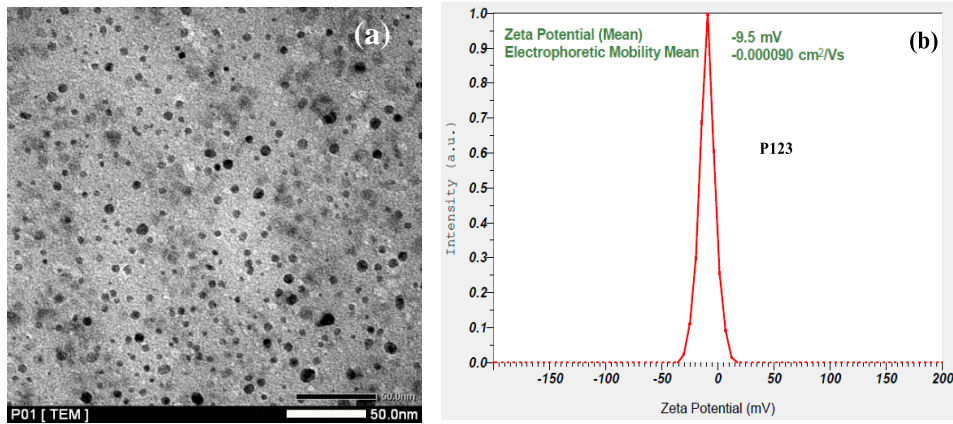 (a)
50.0nm
P01 [ TEM ]
50.0nm
(b)
Zeta Potential (Mean) -9.5 mV
Electrophoretic Mobility Mean -0.000090 cm²/Vs
P123
Intensity (a.u.)
1.0
0.9
0.8
0.7
0.6
0.5
0.4
0.3
0.2
0.1
0.0
-150 -100 -50 0 50 100 150 200
Zeta Potential (mV)